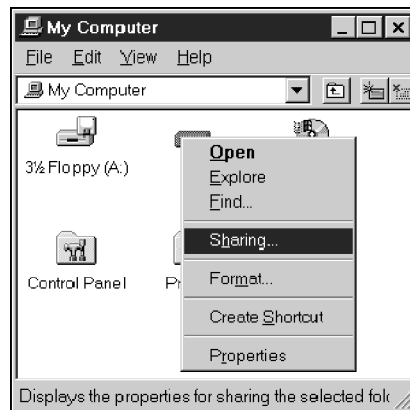 My Computer
File Edit View Help
My Computer
3½ Floppy (A:)
Open
Explore
Find...
Sharing...
Control Panel
Format...
Create Shortcut
Properties
Displays the properties for sharing the selected